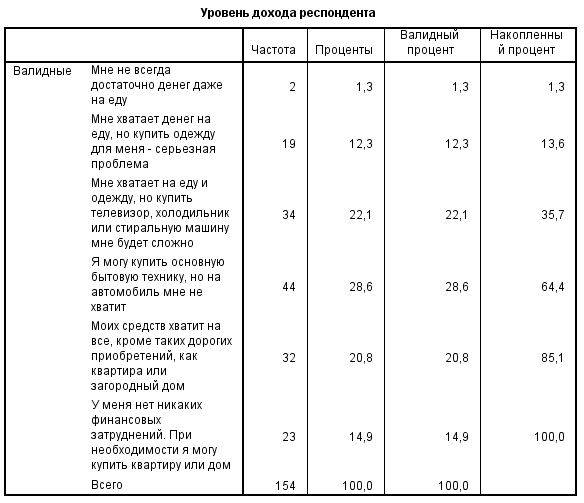 Уровень дохода респондента
Частота Проценты Валидный процент Накопленны й процент
Валидные Мне не всегда
достаточно денег даже
на еду 2 1,3 1,3 1,3
Мне хватает денег на
еду, но купить одежду
для меня - серьезная
проблема 19 12,3 12,3 13,6
Мне хватает на еду и
одежду, но купить
телевизор, холодильник
или стиральную машину
мне будет сложно 34 22,1 22,1 35,7
Я могу купить основную
бытовую технику, но на
автомобиль мне не
хватит 44 28,6 28,6 64,4
Моих средств хватит на
все, кроме таких дорогих
приобретений, как
квартира или
загородный дом 32 20,8 20,8 85,1
У меня нет никаких
финансовых
затруднений. При
необходимости я могу
купить квартиру или дом 23 14,9 14,9 100,0
Всего 154 100,0 100,0